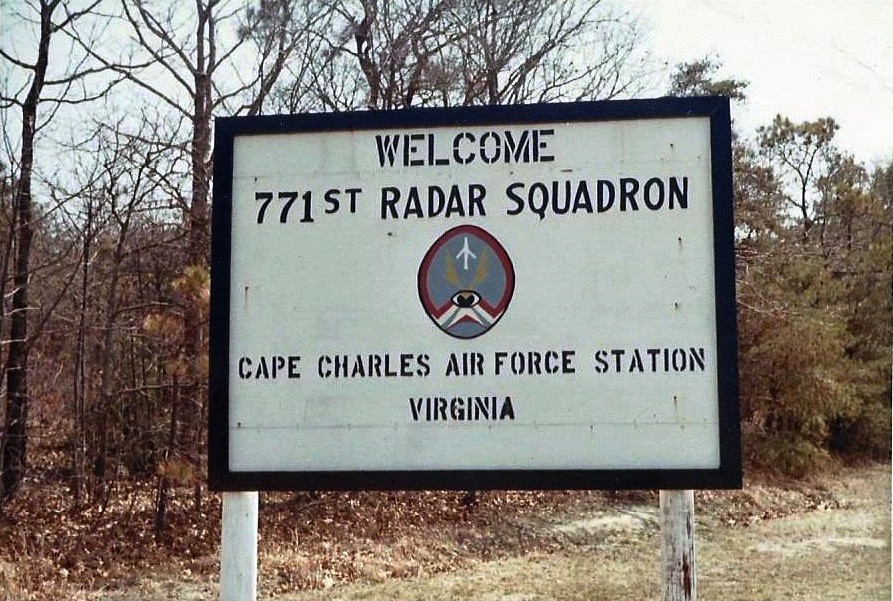 WELCOME
771ST RADAR SQUADRON
CAPE CHARLES AIR FORCE STATION
VIRGINIA